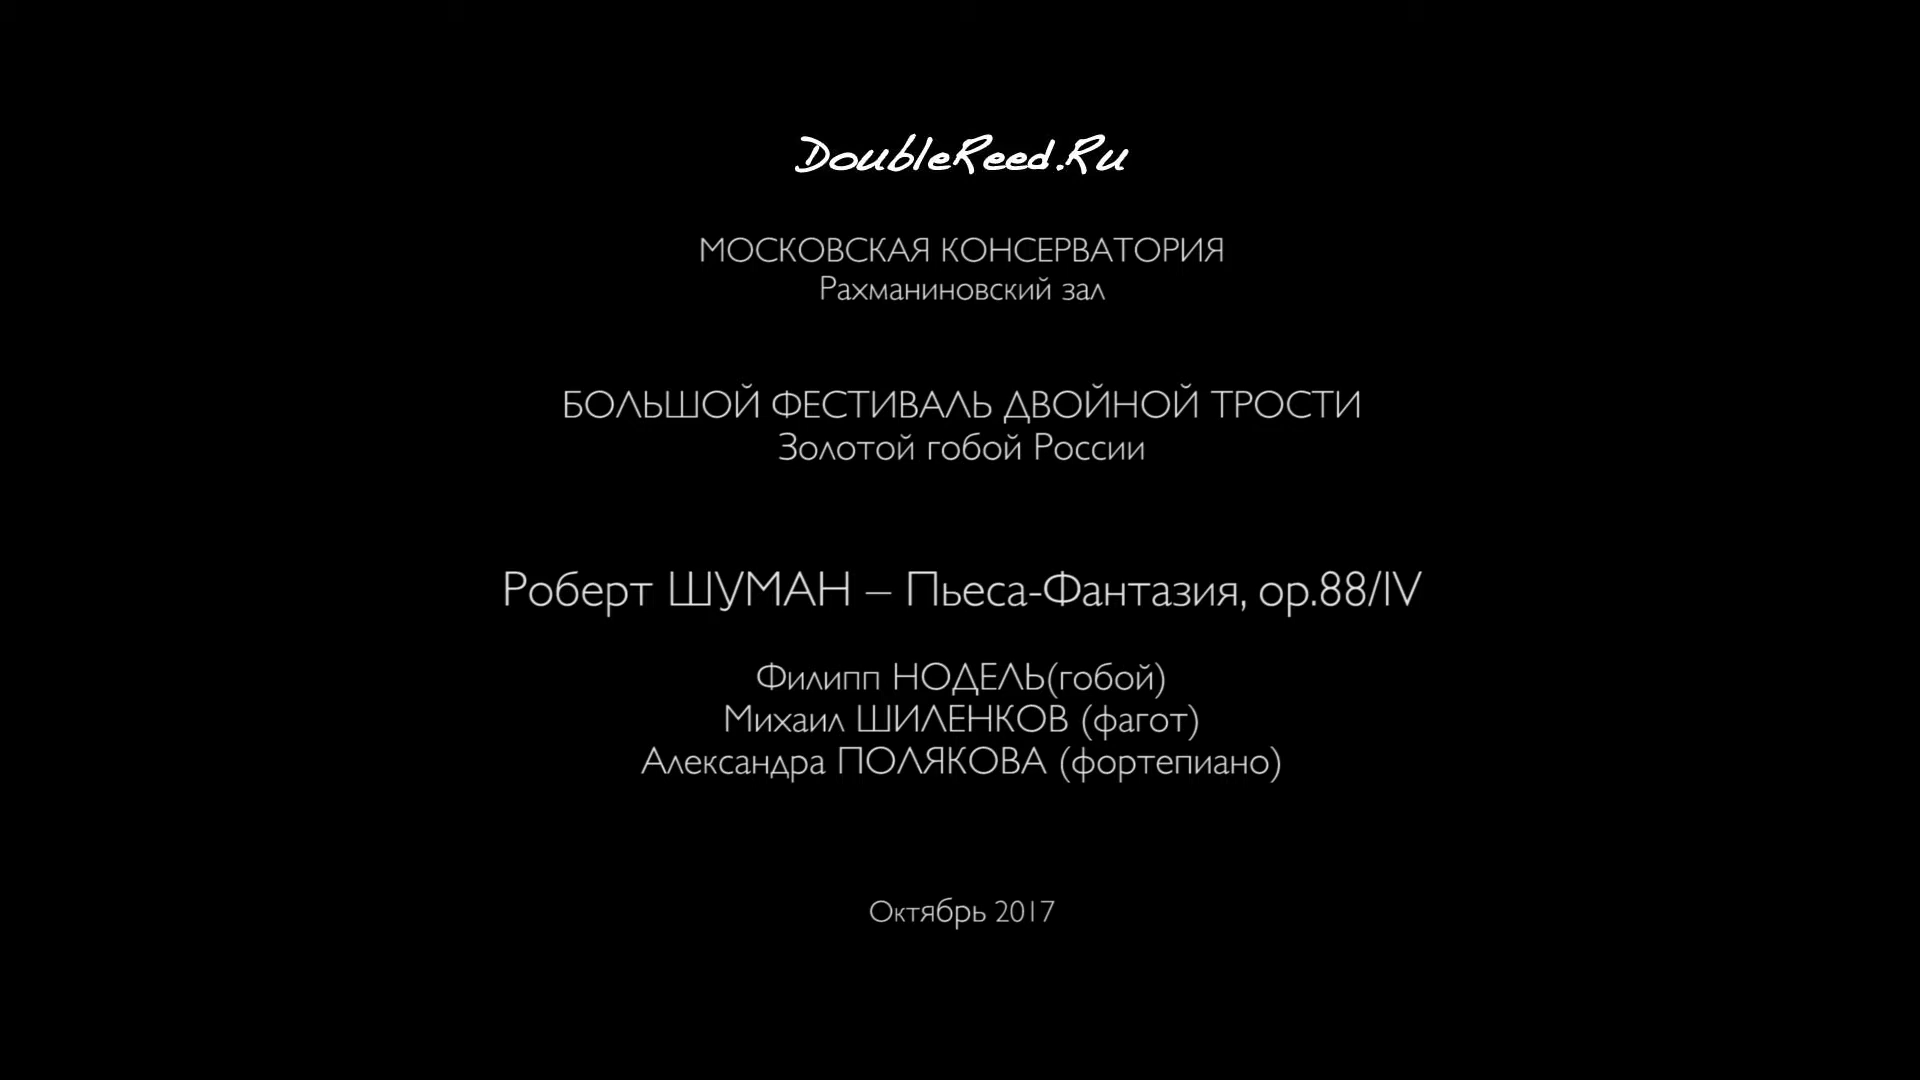 DoubleReed.Ru
МОСКОВСКАЯ КОНСЕРВАТОРИЯ
Рахманиновский зал
БОЛЬШОЙ ФЕСТИВАЛЬ ДВОЙНОЙ ТРОСТИ
Золотой гобой России
Роберт ШУМАН – Пьеса-Фантазия, ор.88/IV
Филипп НОДЕЛЬ(гобой)
Михаил ШИЛЕНКОВ (фагот)
Александра ПОЛЯКОВА (фортепиано)
Октябрь 2017